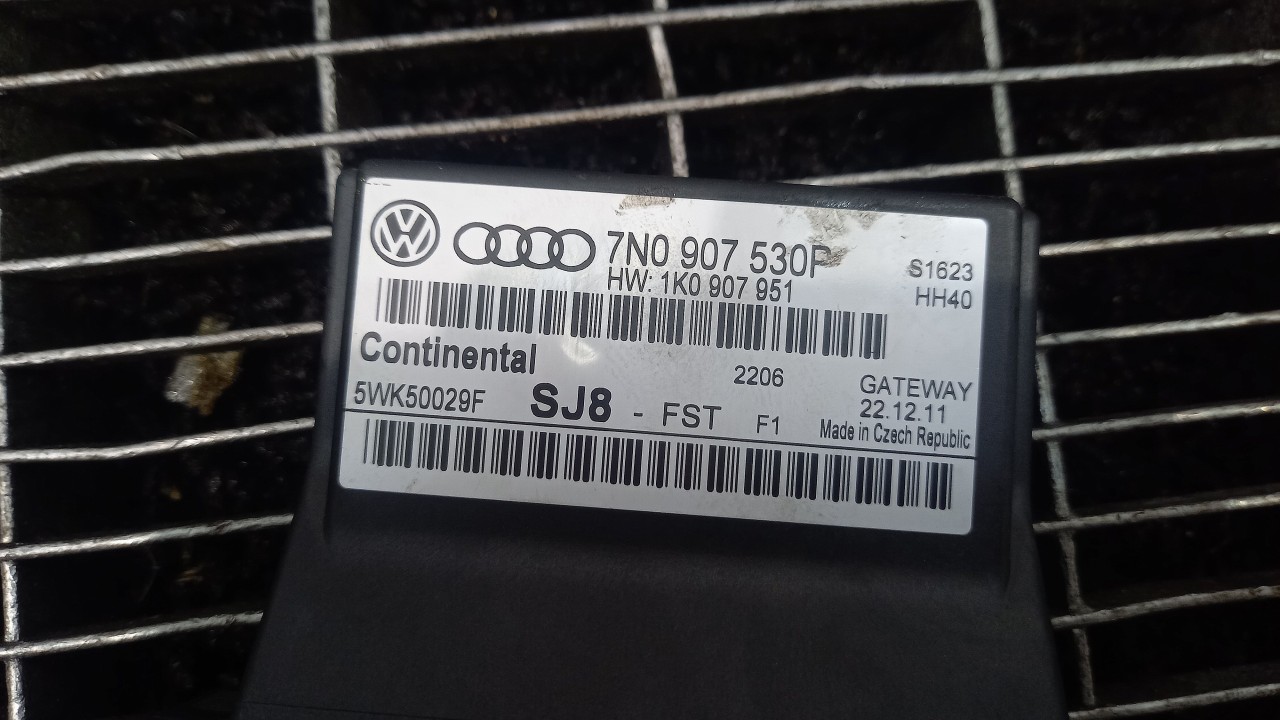 7N0 907 530P
HW: 1K0 907 951
S1623
HH40
Continental
2206
GATEWAY
5WK50029F
SJ8 - FST
F1
22.12.11
Made in Czech Republic